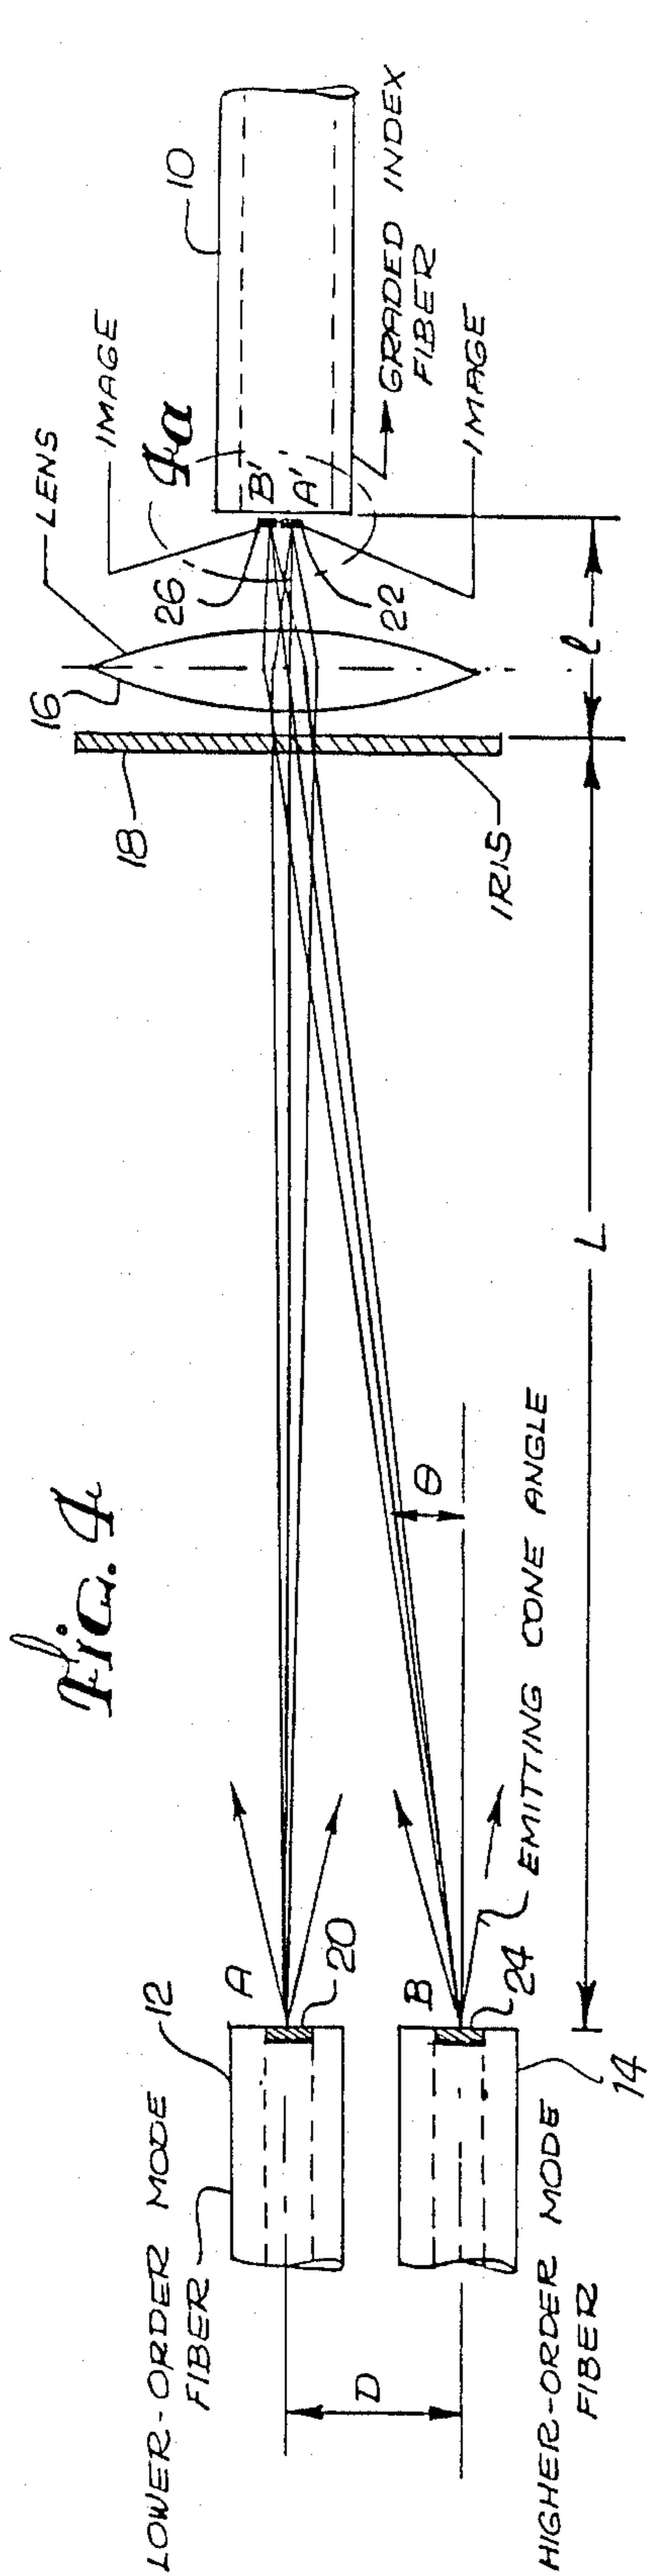 Fig. 4
LOWER-ORDER MODE
FIBER
12
A
20
D
HIGHER-ORDER MODE
FIBER
14
B
24
EMITTING CONE ANGLE
θ
L
18
IRIS
16
LENS
IMAGE
26
22
4a
B'
A'
IMAGE
l
10
GRADED INDEX
FIBER